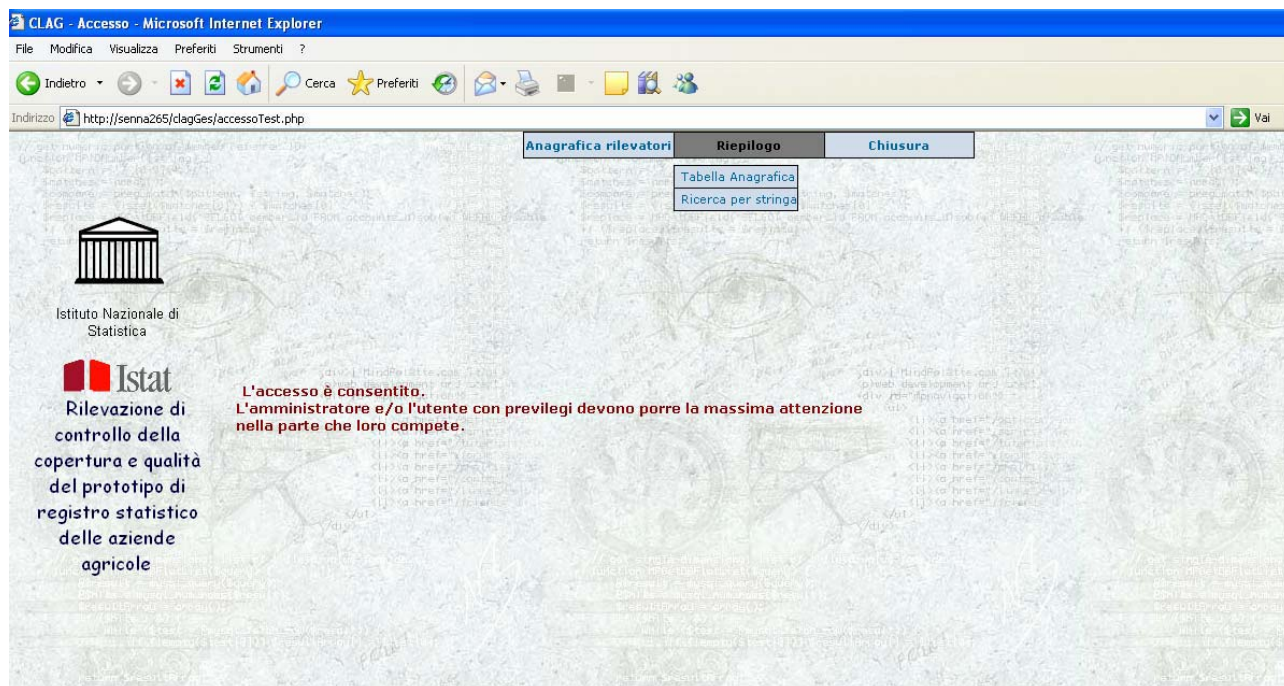 CLAG - Accesso - Microsoft Internet Explorer
File Modifica Visualizza Preferiti Strumenti ?
Indietro Cerca Preferiti
Indirizzo http://senna265/clagGes/accessoTest.php Vai
Anagrafica rilevatori Riepilogo Chiusura
Tabella Anagrafica
Ricerca per stringa
Istituto Nazionale di
Statistica
Istat
Rilevazione di
controllo della
copertura e qualità
del prototipo di
registro statistico
delle aziende
agricole
L'accesso è consentito.
L'amministratore e/o l'utente con previlegi devono porre la massima attenzione
nella parte che loro compete.